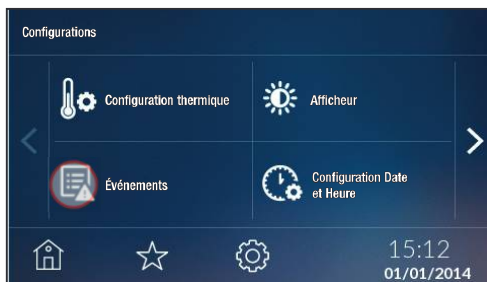 Configurations
Configuration thermique
Afficheur
Événements
Configuration Date
et Heure
15:12
01/01/2014